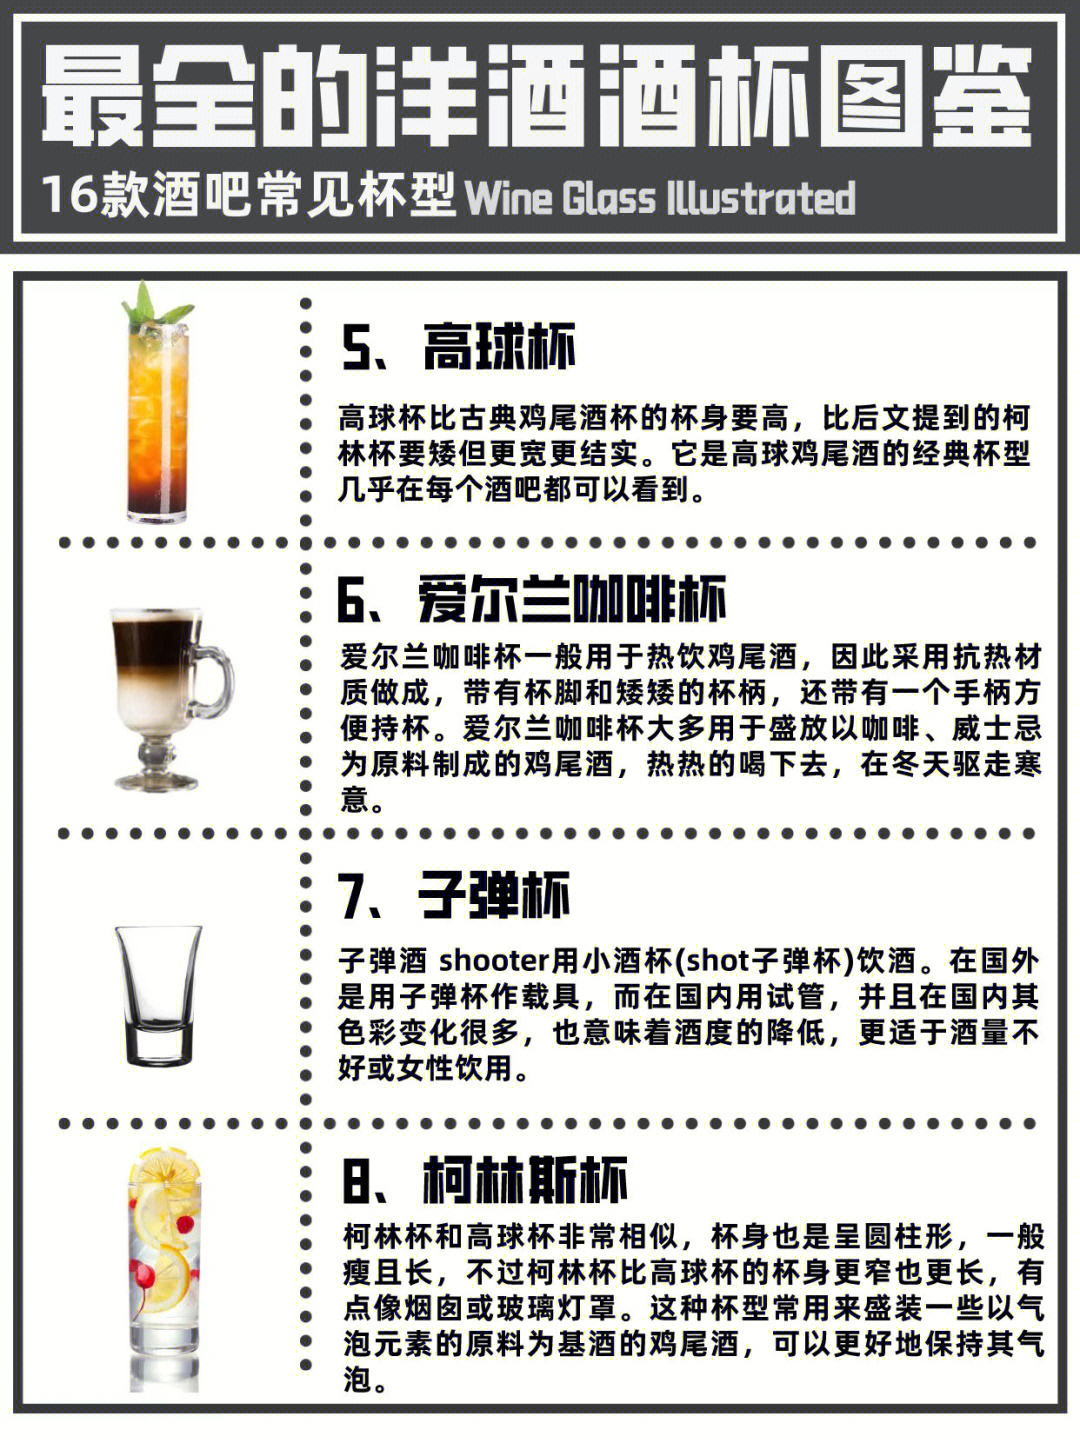 最全的洋酒酒杯图鉴
16款酒吧常见杯型 Wine Glass Illustrated
5、高球杯
高球杯比古典鸡尾酒杯的杯身要高，比后文提到的柯
林杯要矮但更宽更结实。它是高球鸡尾酒的经典杯型
几乎在每个酒吧都可以看到。
6、爱尔兰咖啡杯
爱尔兰咖啡杯一般用于热饮鸡尾酒，因此采用抗热材
质做成，带有杯脚和矮矮的杯柄，还带有一个手柄方
便持杯。爱尔兰咖啡杯大多用于盛放以咖啡、威士忌
为原料制成的鸡尾酒，热热的喝下去，在冬天驱走寒
意。
7、子弹杯
子弹酒 shooter用小酒杯(shot子弹杯)饮酒。在国外
是用子弹杯作载具，而在国内用试管，并且在国内其
色彩变化很多，也意味着酒度的降低，更适于酒量不
好或女性饮用。
8、柯林斯杯
柯林杯和高球杯非常相似，杯身也是呈圆柱形，一般
瘦且长，不过柯林杯比高球杯的杯身更窄也更长，有
点像烟囱或玻璃灯罩。这种杯型常用来盛装一些以气
泡元素的原料为基酒的鸡尾酒，可以更好地保持其气
泡。